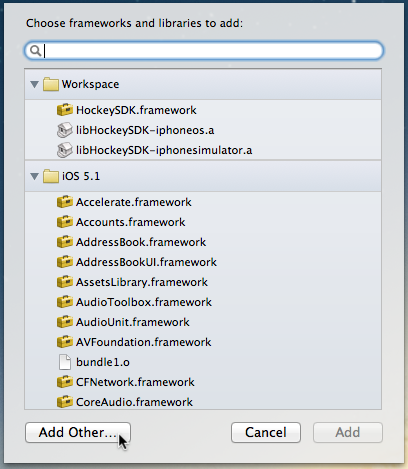 Choose frameworks and libraries to add:
Workspace
HockeySDK.framework
libHockeySDK-iphoneos.a
libHockeySDK-iphonesimulator.a
iOS 5.1
Accelerate.framework
Accounts.framework
AddressBook.framework
AddressBookUI.framework
AssetsLibrary.framework
AudioToolbox.framework
AudioUnit.framework
AVFoundation.framework
bundle1.o
CFNetwork.framework
CoreAudio.framework
Add Other... Cancel Add